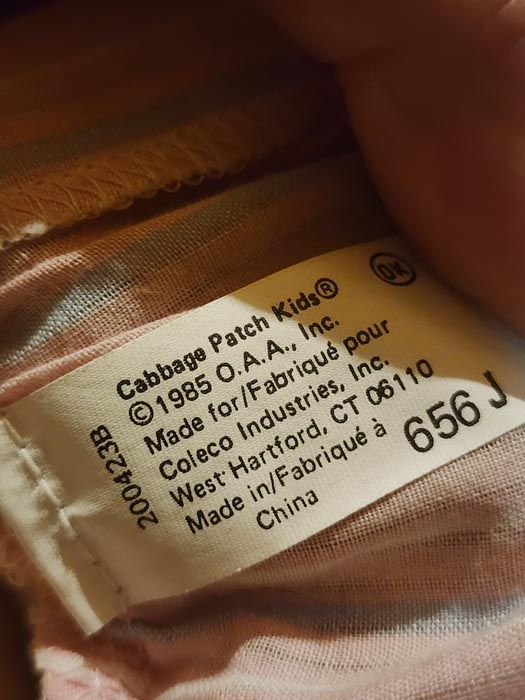 OK
Cabbage Patch Kids®
©1985 O.A.A., Inc.
Made for/Fabriqué pour
Coleco Industries, Inc.
West Hartford, CT 06110
Made in/Fabriqué à
China
200423B
656 J